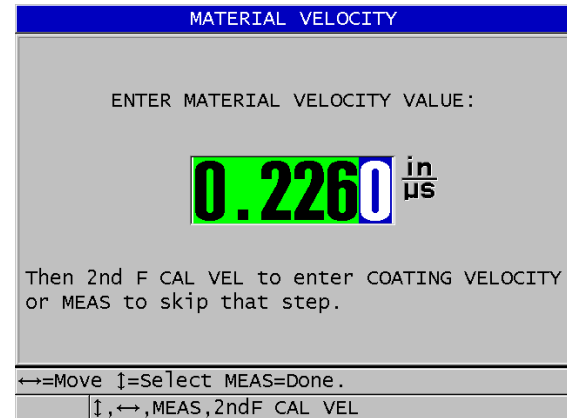 MATERIAL VELOCITY
ENTER MATERIAL VELOCITY VALUE:
0.2260 in/µs
Then 2nd F CAL VEL to enter COATING VELOCITY
or MEAS to skip that step.
↔=Move ↕=Select MEAS=Done.
↕,↔,MEAS,2ndF CAL VEL